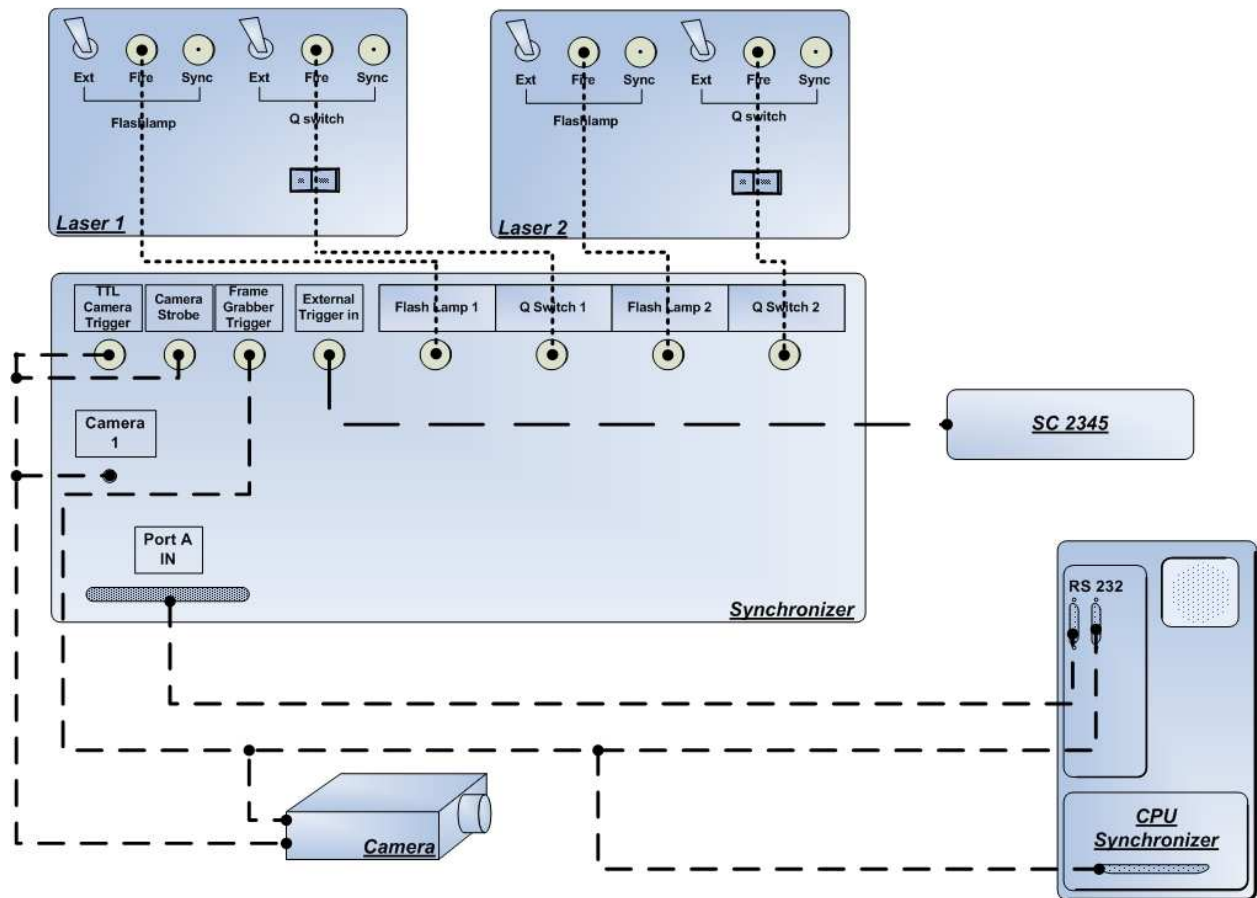 Ext
Fire
Sync
Ext
Fire
Sync
Flashlamp
Q switch
Laser 1
Ext
Fire
Sync
Ext
Fire
Sync
Flashlamp
Q switch
Laser 2
TTL
Camera
Trigger
Camera
Strobe
Frame
Grabber
Trigger
External
Trigger in
Flash Lamp 1
Q Switch 1
Flash Lamp 2
Q Switch 2
Camera
1
Port A
IN
Synchronizer
SC 2345
RS 232
CPU
Synchronizer
Camera